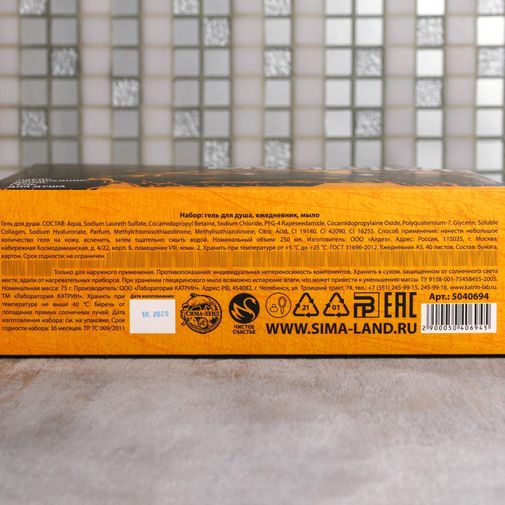 ДЛЯ ДУША
Набор: гель для душа, ежедневник, мыло
Гель для душа. СОСТАВ: Aqua, Sodium Laureth Sulfate, Cocamidopropyl Betaine, Sodium Chloride, PEG-4 Rapeseedamide, Cocamidopropylaine Oxide, Polyquaternium-7, Glycerin, Soluble
Collagen, Sodium Hyaluronate, Parfum, Methylchloroisothiazolinone, Methylisothiazolinone, Citric Acid, CI 19140, CI 42090, CI 16255. Способ применения: нанести небольшое
количество геля на кожу, вспенить, затем тщательно смыть водой. Номинальный объем: 250 мл. Изготовитель: ООО «Алдез». Адрес: Россия, 115035, г. Москва,
набережная Космодамианская, д. 4/22, корп. Б, помещение VIII, комн. 2. Хранить при температуре от +5 °С до +25 °С. ГОСТ 31696-2012. Ежедневник А5, 40 листов. Состав: бумага,
картон. Срок годности: не ограничен.
Только для наружного применения. Противопоказания: индивидуальная непереносимость компонентов. Хранить в сухом, защищенном от солнечного света
месте, вдали от нагревательных приборов. При хранении глицеринового мыла возможно испарение влаги, что может привести к уменьшению массы. ТУ 9158-001-75458655-2005.
Номинальная масса: 75 г. Производитель: ООО «Лаборатория КАТРИН». Адрес: РФ, 454002, г. Челябинск, ул. Троицкий тракт, 74, тел.: +7 (351) 245-99-15, 245-99-16. www.katrin-lab.ru
ТМ «Лаборатория КАТРИН». Хранить при
температуре не выше 40 °С. Беречь от
попадания прямых солнечных лучей. Дата
изготовления набора: см. на упаковке. Срок
годности набора: 36 месяцев. ТР ТС 009/2011
Дата изготовления:
10, 2020
СИМА-ЛЕНД
ЧИСТОЕ
СЧАСТЬЕ
21
01
EAC
WWW.SIMA-LAND.RU
Арт.: 5040694
2 900050 406945